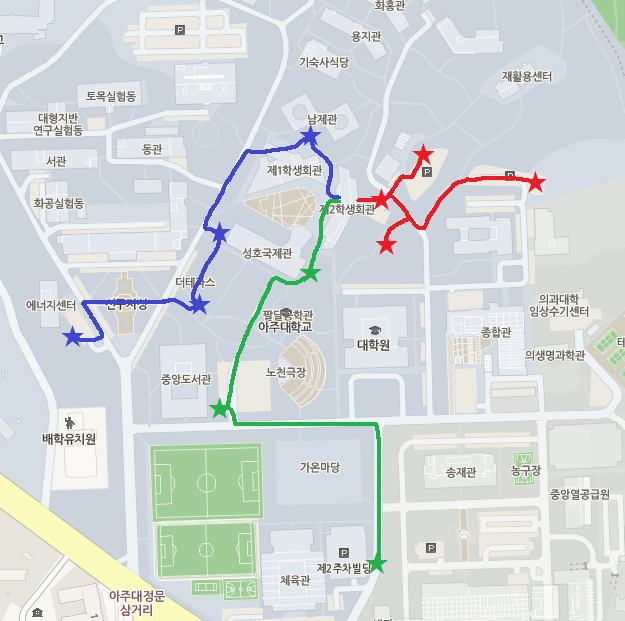 화홍관
용지관
기숙사식당
재활용센터
토목실험동
남제관
대형지반
연구실험동
동관
서관
제1학생회관
P
화공실험동
제2학생회관
성호국제관
더테라스
에너지센터
팔달관
아주대학교
의과대학
임상수기센터
대학원
종합관
의생명과학관
노천극장
중앙도서관
배학유치원
가온마당
송재관
농구장
중앙열공급원
P
P
제2주차빌딩
체육관
아주대정문
삼거리